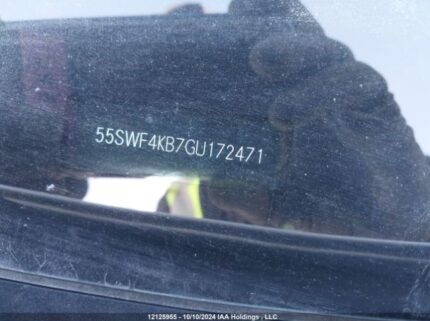 55SWF4KB7GU172471
12125955 - 10/10/2024 IAA Holdings , LLC